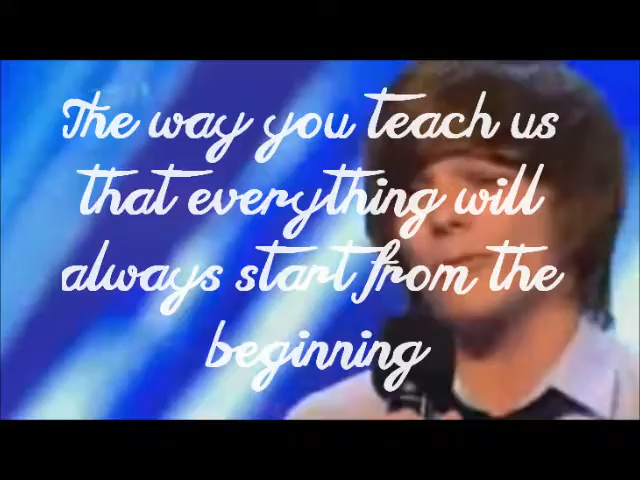 The way you teach us
that everything will
always start from the
beginning